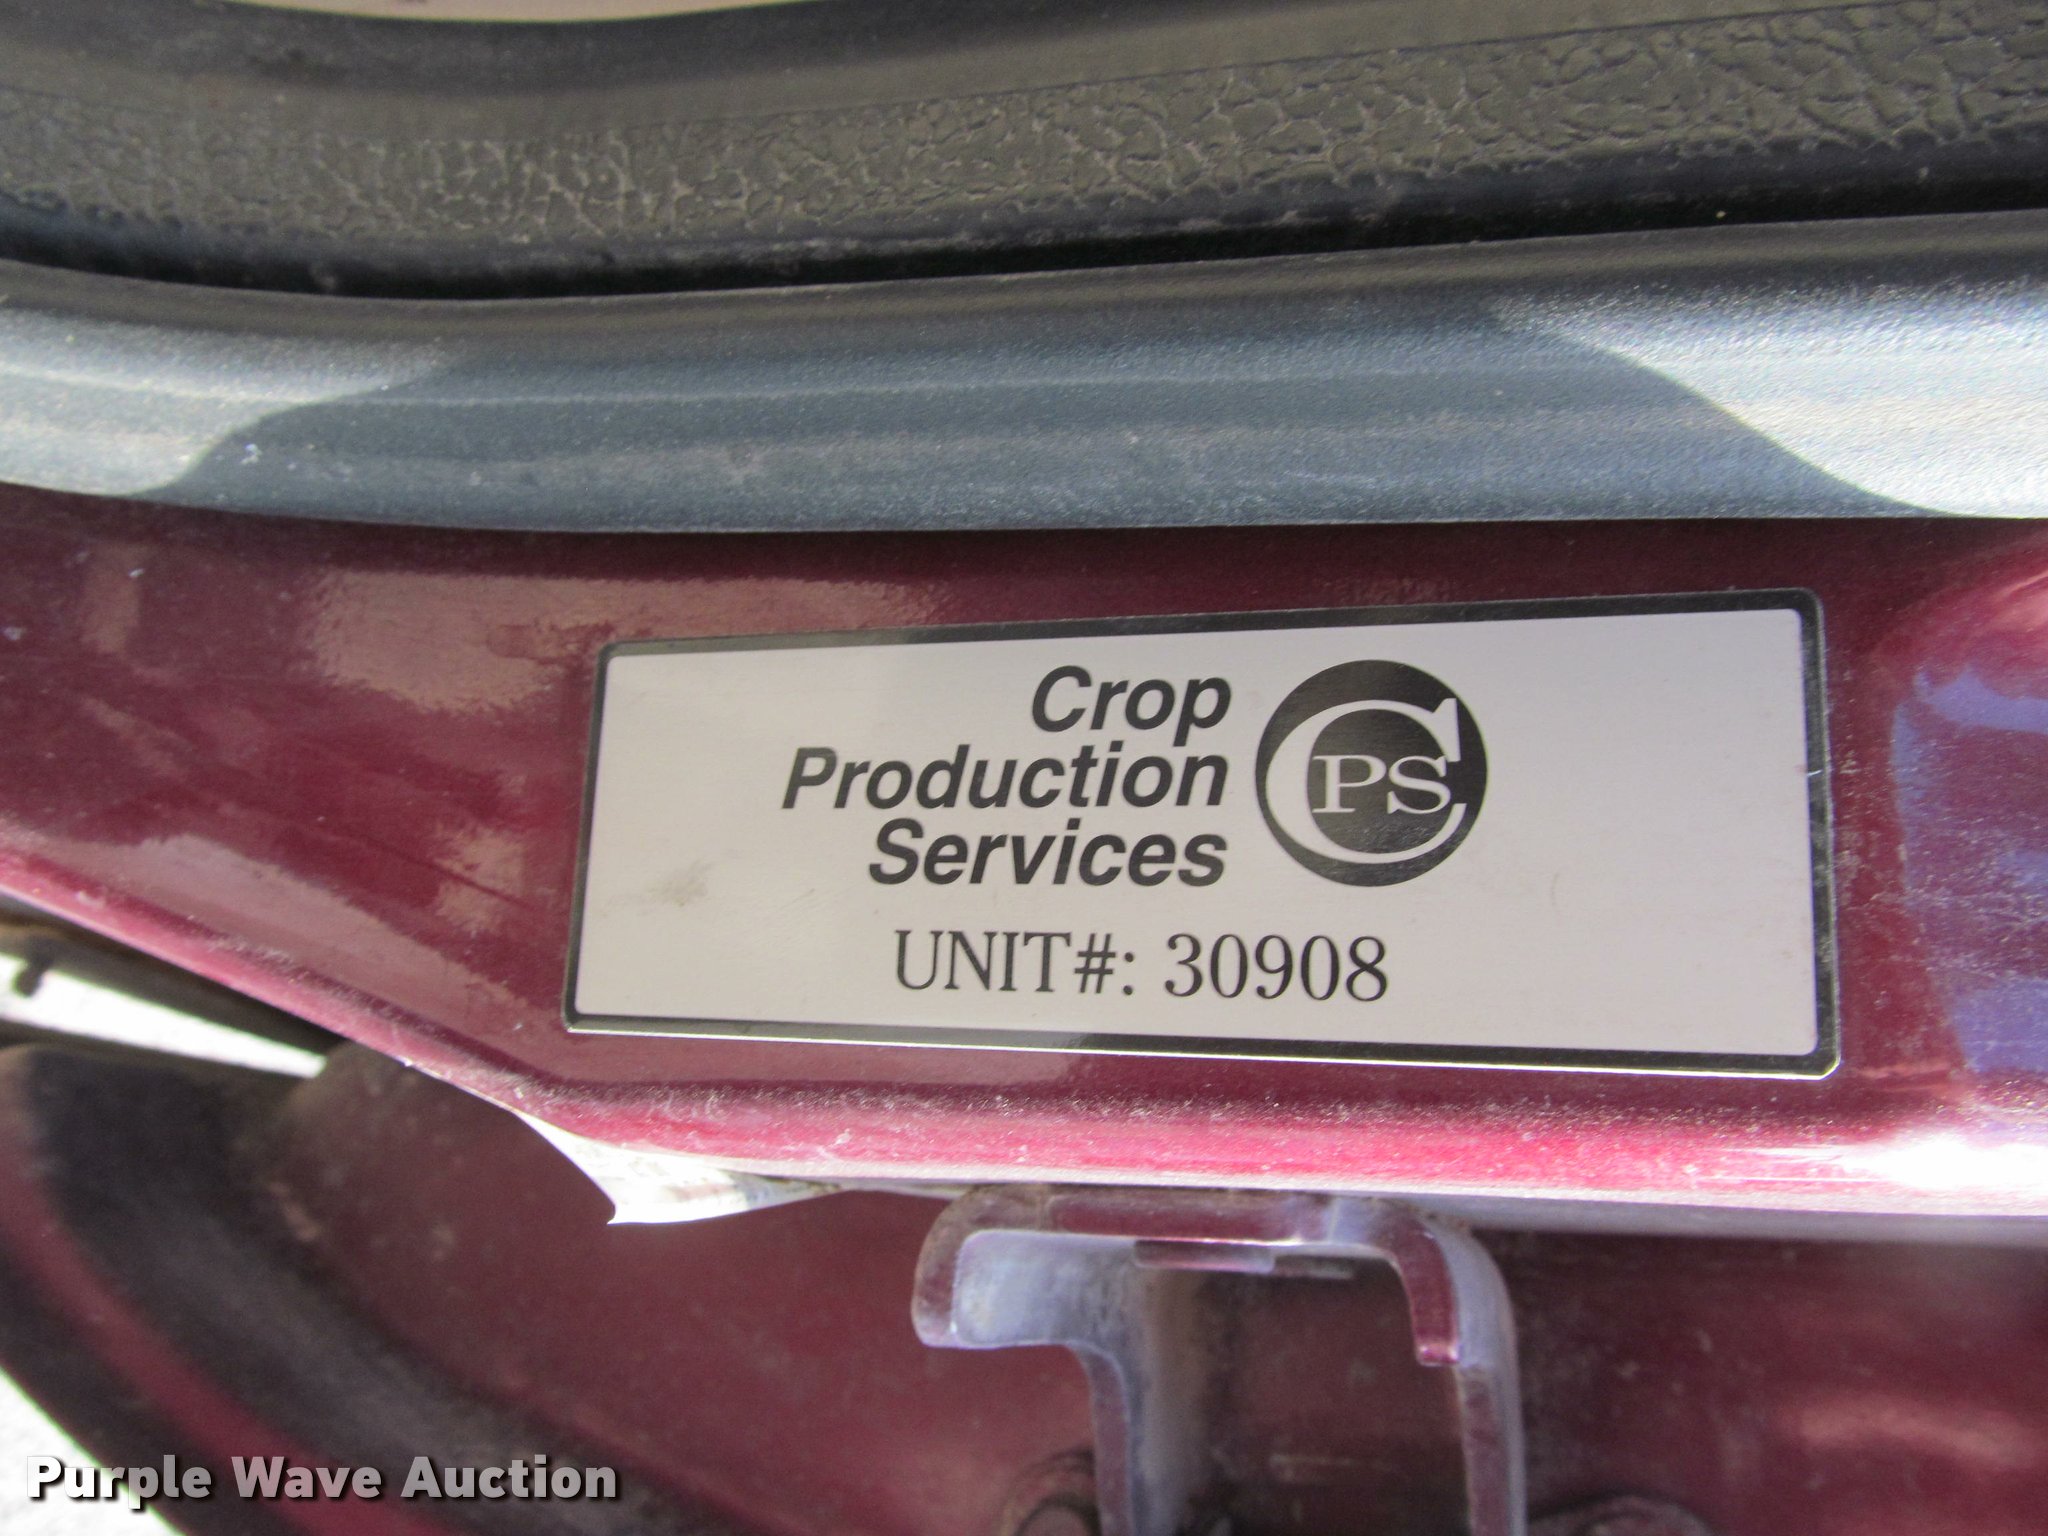 Crop
Production
Services
CPS
UNIT#: 30908
Purple Wave Auction